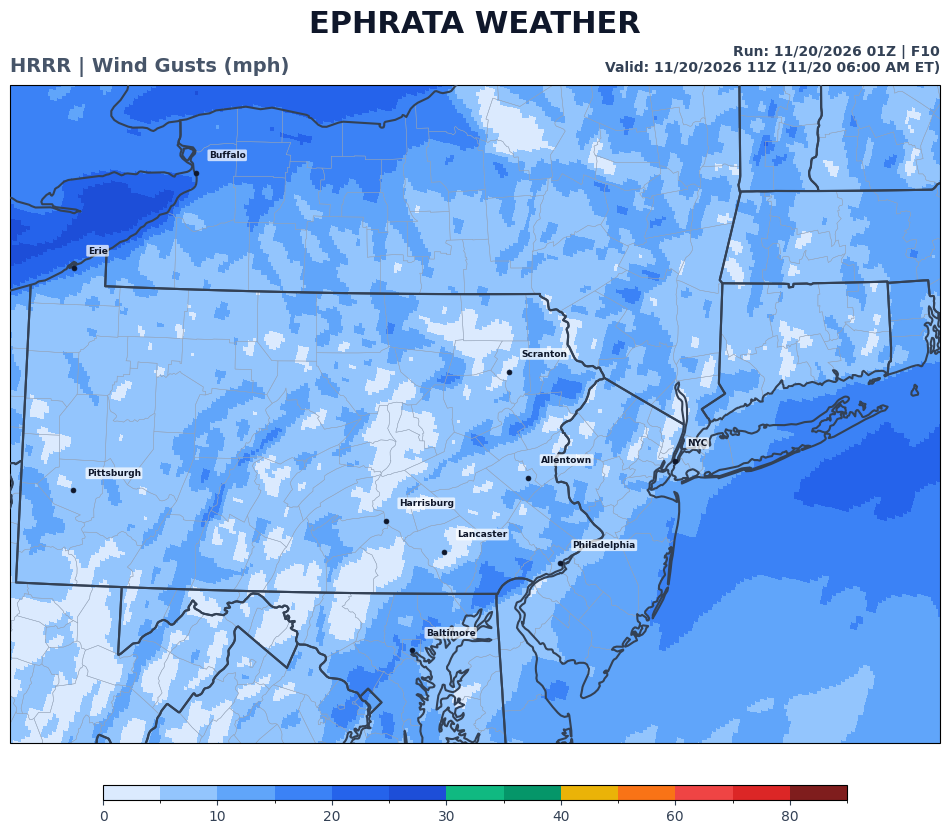 EPHRATA WEATHER
HRRR | Wind Gusts (mph)
Run: 11/20/2026 01Z | F10
Valid: 11/20/2026 11Z (11/20 06:00 AM ET)
Buffalo
Erie
Scranton
NYC
Allentown
Pittsburgh
Harrisburg
Lancaster
Philadelphia
Baltimore
0 10 20 30 40 50 60 70 80